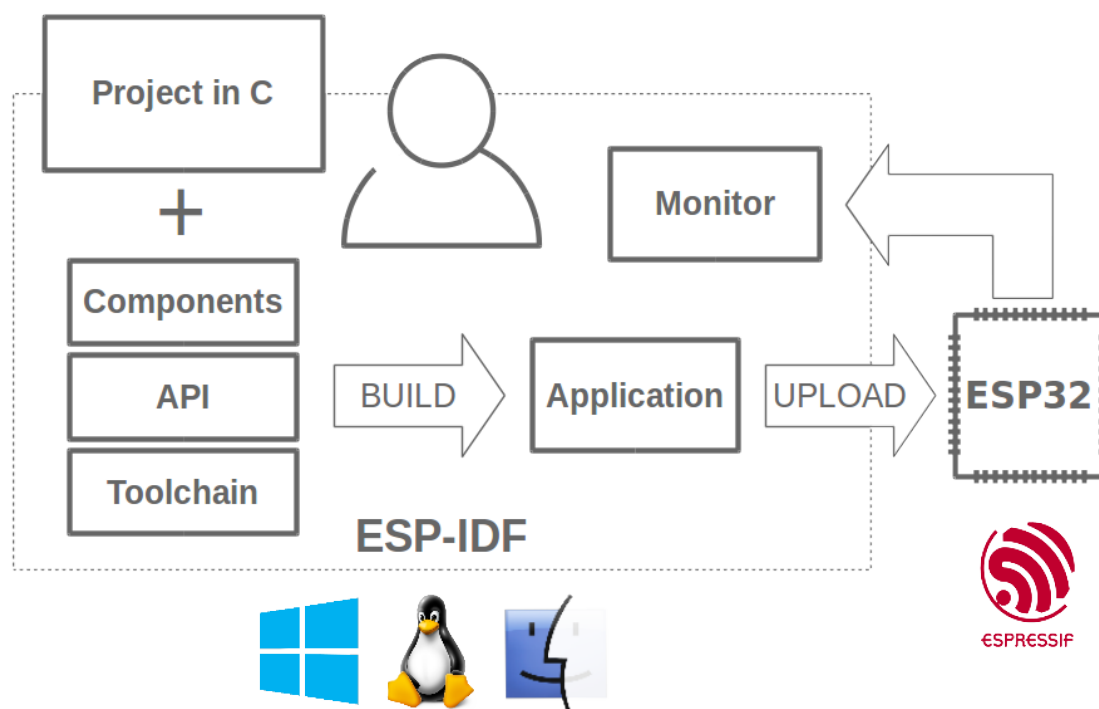 Project in C
+
Components
API
Toolchain
BUILD
Application
UPLOAD
Monitor
ESP32
ESP-IDF
ESPRESSIF